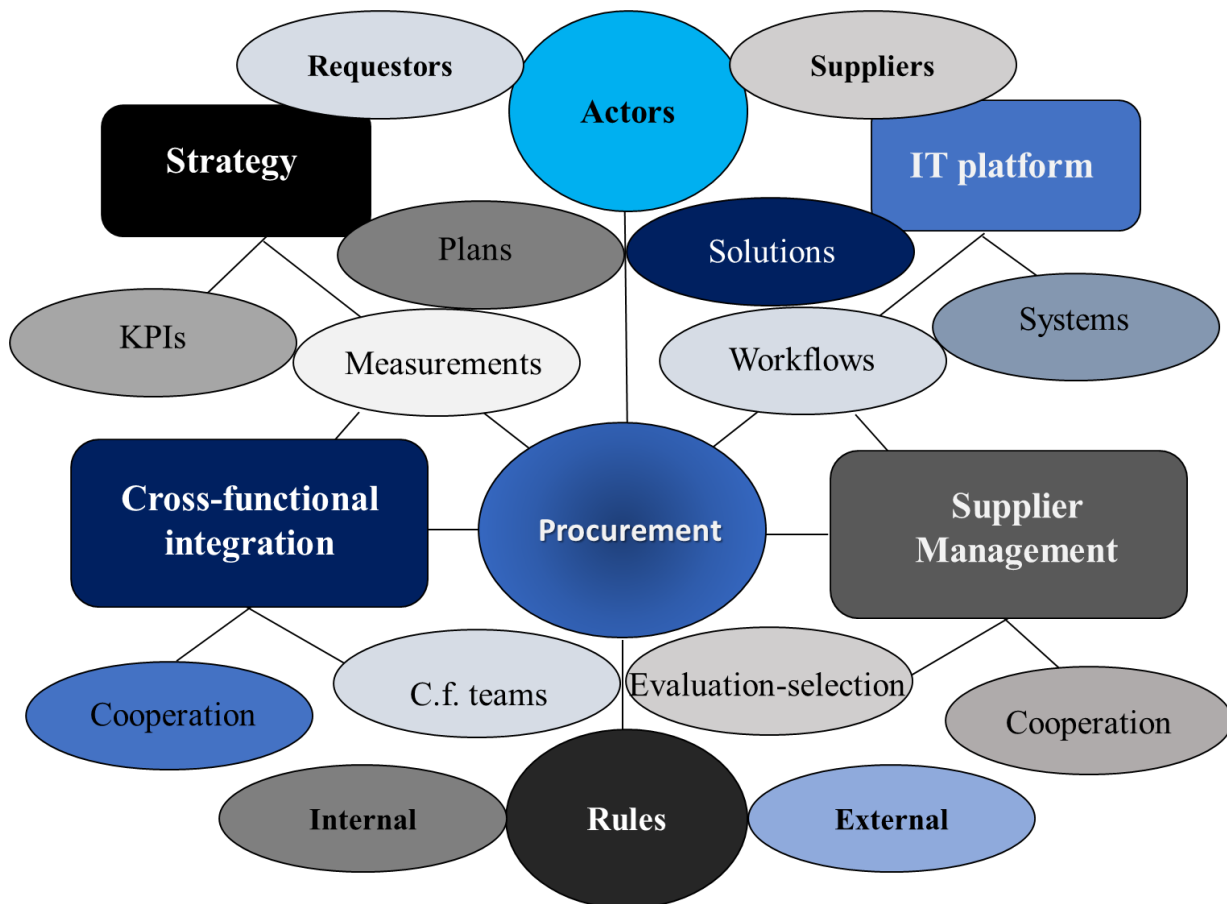 Requestors
Suppliers
Actors
Strategy
IT platform
Plans
Solutions
KPIs
Systems
Measurements
Workflows
Cross-functional
integration
Procurement
Supplier
Management
Cooperation
C.f. teams
Evaluation-selection
Cooperation
Internal
Rules
External